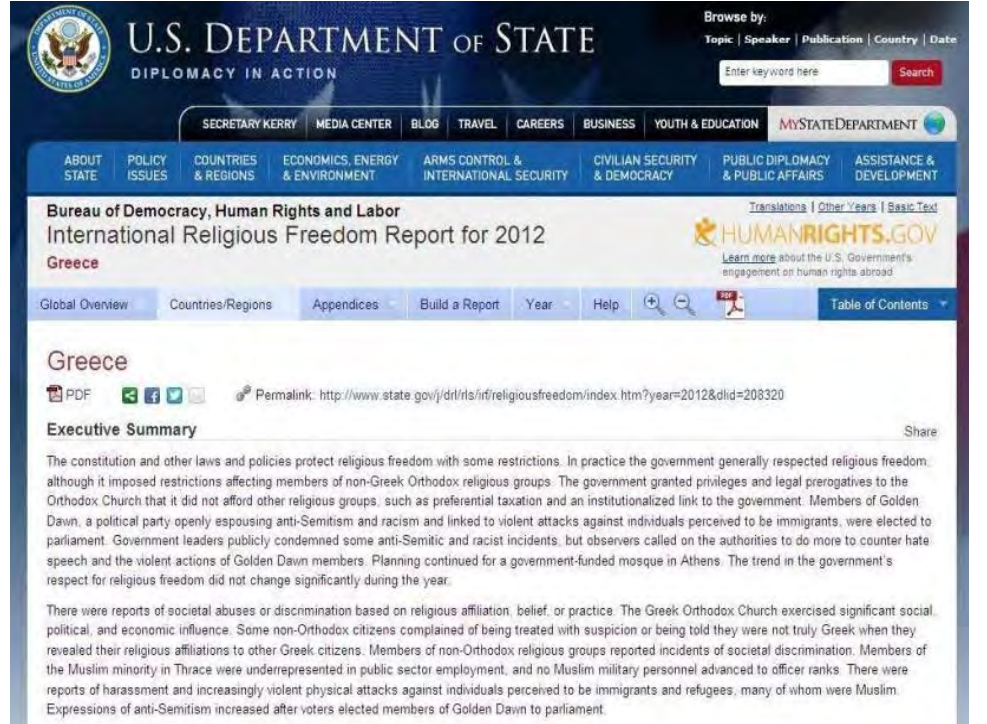 Browse by:
U.S. DEPARTMENT OF STATE
Topic | Speaker | Publication | Country | Date
DIPLOMACY IN ACTION
Enter keyword here Search
SECRETARY KERRY MEDIA CENTER BLOG TRAVEL CAREERS BUSINESS YOUTH & EDUCATION MYSTATEDEPARTMENT
ABOUT POLICY COUNTRIES ECONOMICS, ENERGY ARMS CONTROL & CIVILIAN SECURITY PUBLIC DIPLOMACY ASSISTANCE &
STATE ISSUES & REGIONS & ENVIRONMENT INTERNATIONAL SECURITY & DEMOCRACY & PUBLIC AFFAIRS DEVELOPMENT
Bureau of Democracy, Human Rights and Labor
Translations | Other Years | Basic Text
International Religious Freedom Report for 2012
HUMANRIGHTS.GOV
Greece
Learn more about the U.S. Government's
engagement on human rights abroad
Global Overview Countries/Regions Appendices Build a Report Year Help PDF Table of Contents
Greece
PDF Permalink: http://www.state.gov/j/drl/rls/irf/religiousfreedom/index.htm?year=2012&dlid=208320
Executive Summary Share
The constitution and other laws and policies protect religious freedom with some restrictions. In practice the government generally respected religious freedom,
although it imposed restrictions affecting members of non-Greek Orthodox religious groups. The government granted privileges and legal prerogatives to the
Orthodox Church that it did not afford other religious groups, such as preferential taxation and an institutionalized link to the government. Members of Golden
Dawn, a political party openly espousing anti-Semitism and racism and linked to violent attacks against individuals perceived to be immigrants, were elected to
parliament. Government leaders publicly condemned some anti-Semitic and racist incidents, but observers called on the authorities to do more to counter hate
speech and the violent actions of Golden Dawn members. Planning continued for a government-funded mosque in Athens. The trend in the government's
respect for religious freedom did not change significantly during the year.
There were reports of societal abuses or discrimination based on religious affiliation, belief, or practice. The Greek Orthodox Church exercised significant social,
political, and economic influence. Some non-Orthodox citizens complained of being treated with suspicion or being told they were not truly Greek when they
revealed their religious affiliations to other Greek citizens. Members of non-Orthodox religious groups reported incidents of societal discrimination. Members of
the Muslim minority in Thrace were underrepresented in public sector employment, and no Muslim military personnel advanced to officer ranks. There were
reports of harassment and increasingly violent physical attacks against individuals perceived to be immigrants and refugees, many of whom were Muslim.
Expressions of anti-Semitism increased after voters elected members of Golden Dawn to parliament.